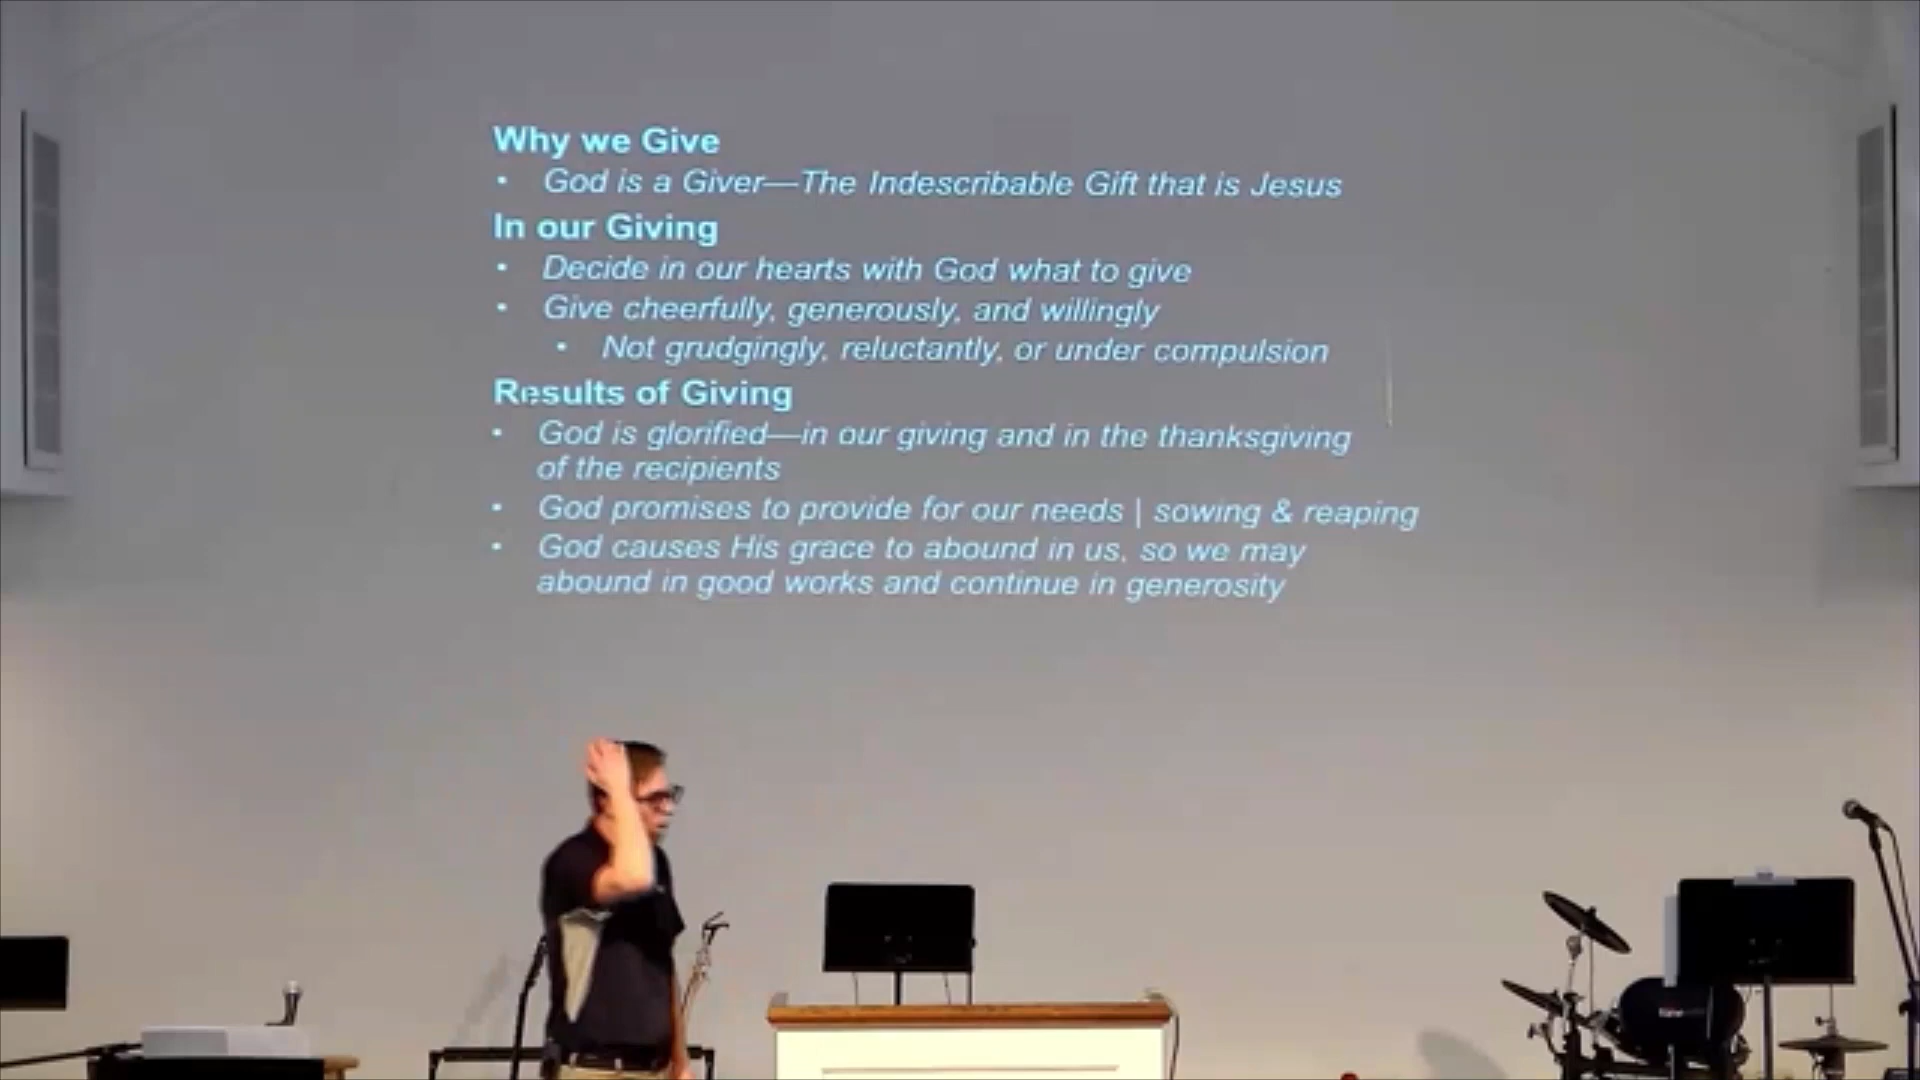 Why we Give
• God is a Giver—The Indescribable Gift that is Jesus
In our Giving
• Decide in our hearts with God what to give
• Give cheerfully, generously, and willingly
• Not grudgingly, reluctantly, or under compulsion
Results of Giving
• God is glorified—in our giving and in the thanksgiving
of the recipients
• God promises to provide for our needs | sowing & reaping
• God causes His grace to abound in us, so we may
abound in good works and continue in generosity